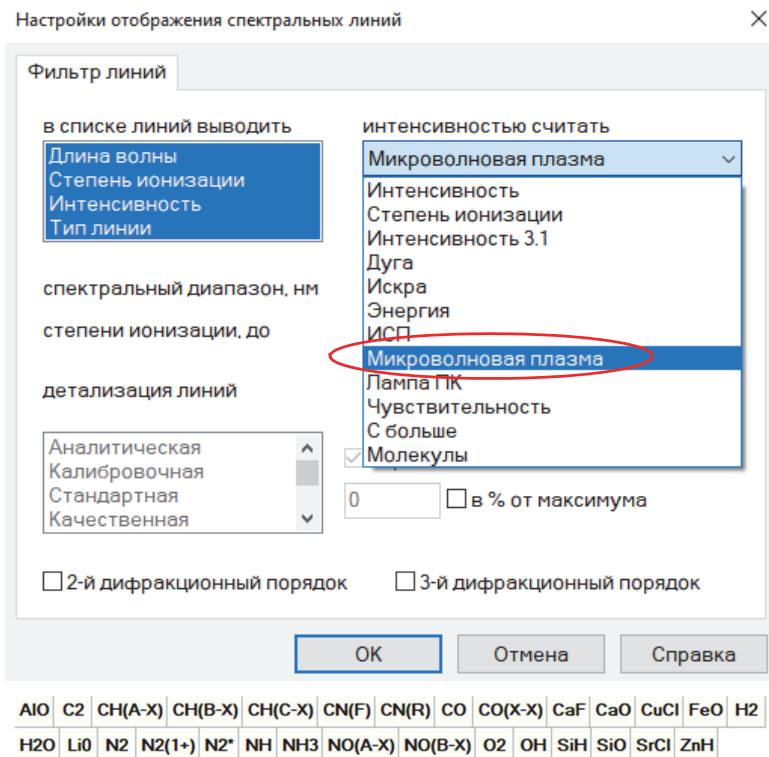 Настройки отображения спектральных линий
Фильтр линий
в списке линий выводить
Длина волны
Степень ионизации
Интенсивность
Тип линии
интенсивностью считать
Микроволновая плазма
Интенсивность
Степень ионизации
Интенсивность 3.1
Дуга
Искра
Энергия
ИСП
Микроволновая плазма
Лампа ПК
Чувствительность
С больше
Молекулы
спектральный диапазон, нм
степени ионизации, до
детализация линий
Аналитическая
Калибровочная
Стандартная
Качественная
0
в % от максимума
2-й дифракционный порядок
3-й дифракционный порядок
ОК
Отмена
Справка
AlO C2 CH(A-X) CH(B-X) CH(C-X) CN(F) CN(R) CO CO(X-X) CaF CaO CuCl FeO H2
H2O Li0 N2 N2(1+) N2* NH NH3 NO(A-X) NO(B-X) O2 OH SiH SiO SrCl ZnH